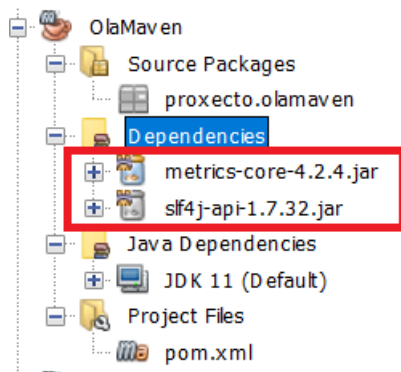 OlaMaven
Source Packages
proxecto.olamaven
Dependencies
metrics-core-4.2.4.jar
slf4j-api-1.7.32.jar
Java Dependencies
JDK 11 (Default)
Project Files
pom.xml